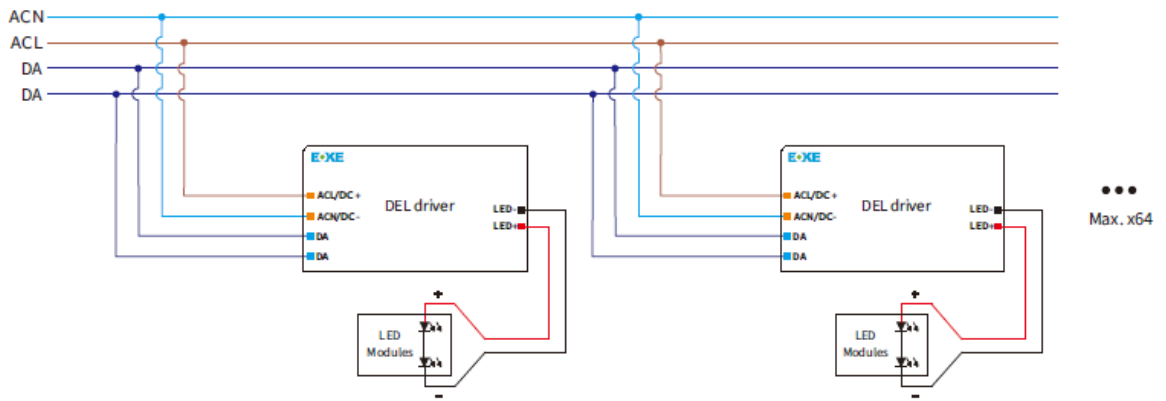 ACN
ACL
DA
DA
E•XE
ACL/DC+
ACN/DC-
DA
DA
DEL driver
LED-
LED+
E•XE
ACL/DC+
ACN/DC-
DA
DA
DEL driver
LED-
LED+
•••
Max. x64
+
LED
Modules
-
+
LED
Modules
-